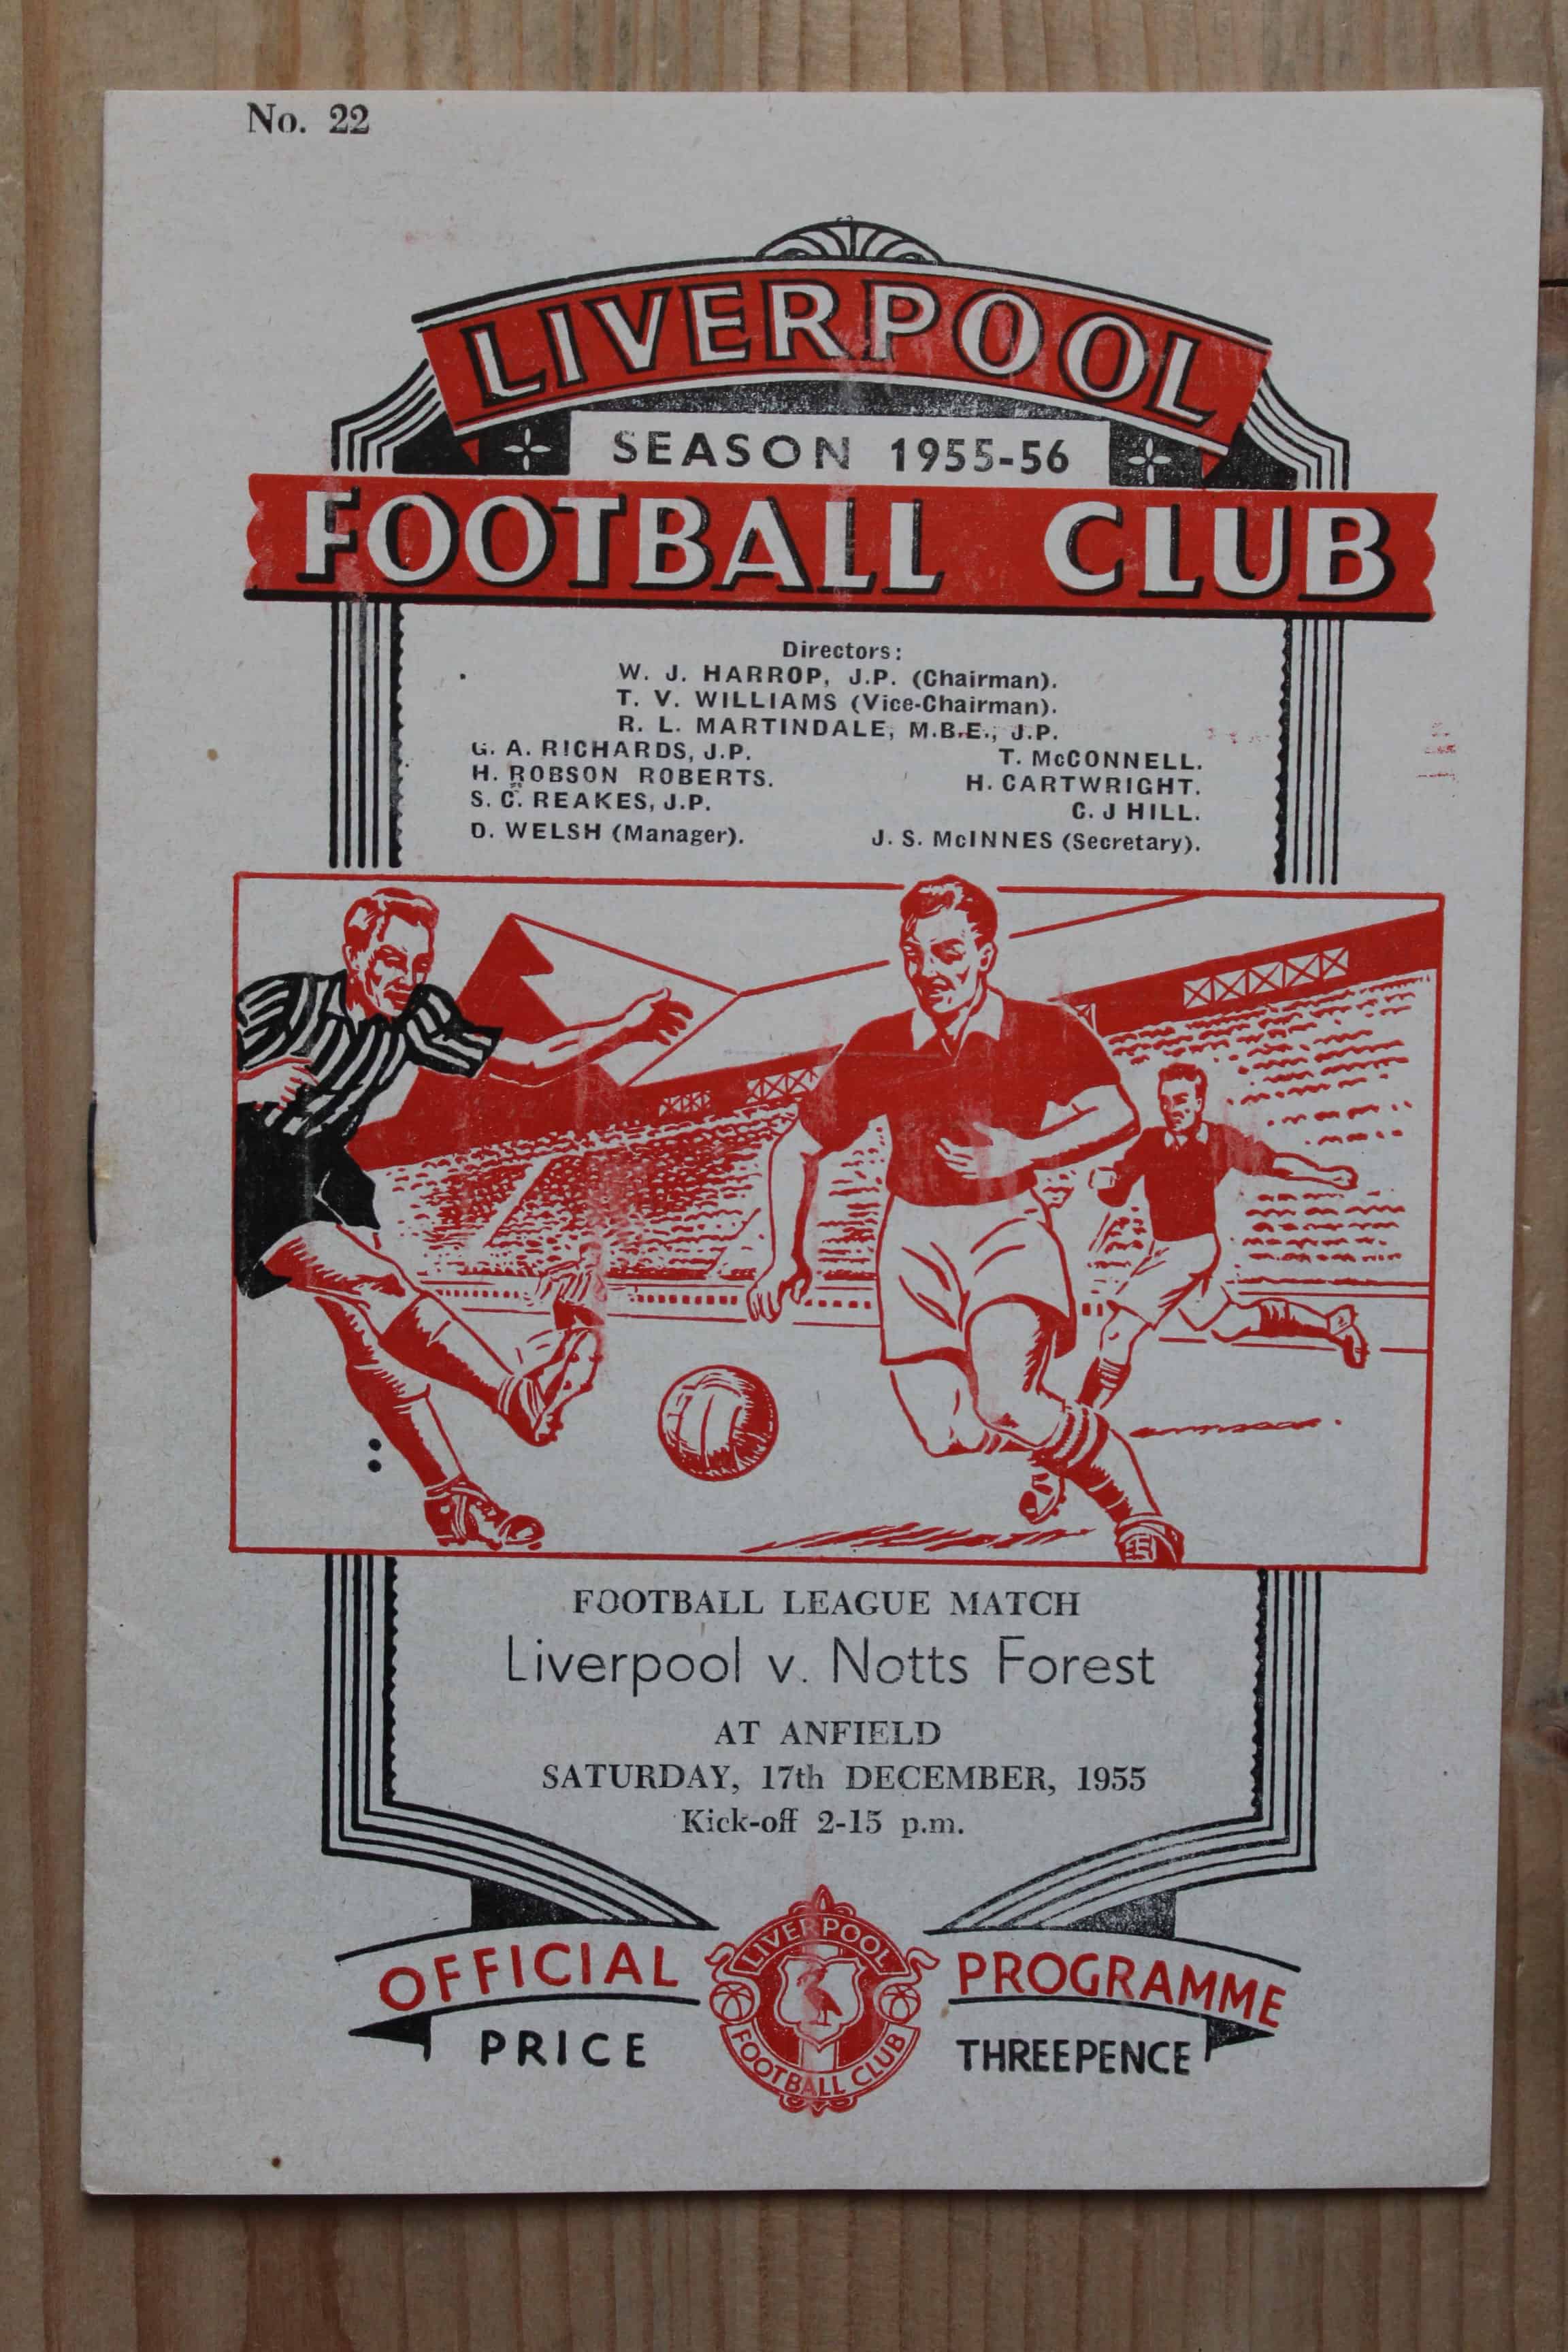 No. 22
LIVERPOOL
SEASON 1955-56
FOOTBALL CLUB
Directors:
W. J. HARROP, J.P. (Chairman).
T. V. WILLIAMS (Vice-Chairman).
R. L. MARTINDALE, M.B.E., J.P.
G. A. RICHARDS, J.P. T. McCONNELL.
H. ROBSON ROBERTS. H. CARTWRIGHT.
S. C. REAKES, J.P. C. J HILL.
D. WELSH (Manager). J. S. McINNES (Secretary).
FOOTBALL LEAGUE MATCH
Liverpool v. Notts Forest
AT ANFIELD
SATURDAY, 17th DECEMBER, 1955
Kick-off 2-15 p.m.
OFFICIAL PROGRAMME
PRICE THREEPENCE
LIVERPOOL
FOOTBALL CLUB